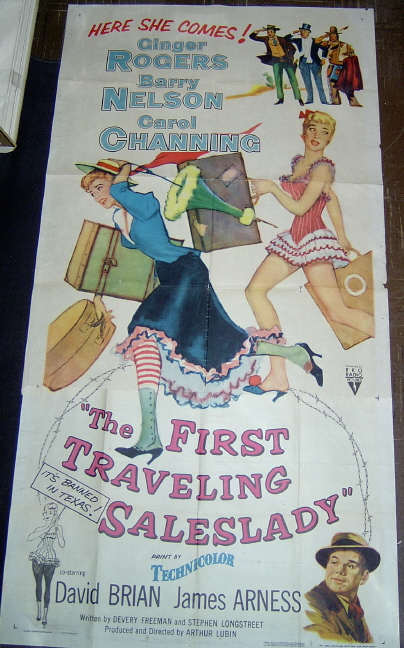 HERE SHE COMES!
Ginger
ROGERS
Barry
NELSON
Carol
CHANNING
RKO
RADIO
PICTURES
"The FIRST
TRAVELING
SALESLADY"
IT'S BANNED
IN TEXAS!
PRINT BY
TECHNICOLOR
co-starring
David BRIAN James ARNESS
Written by DEVERY FREEMAN and STEPHEN LONGSTREET
Produced and Directed by ARTHUR LUBIN